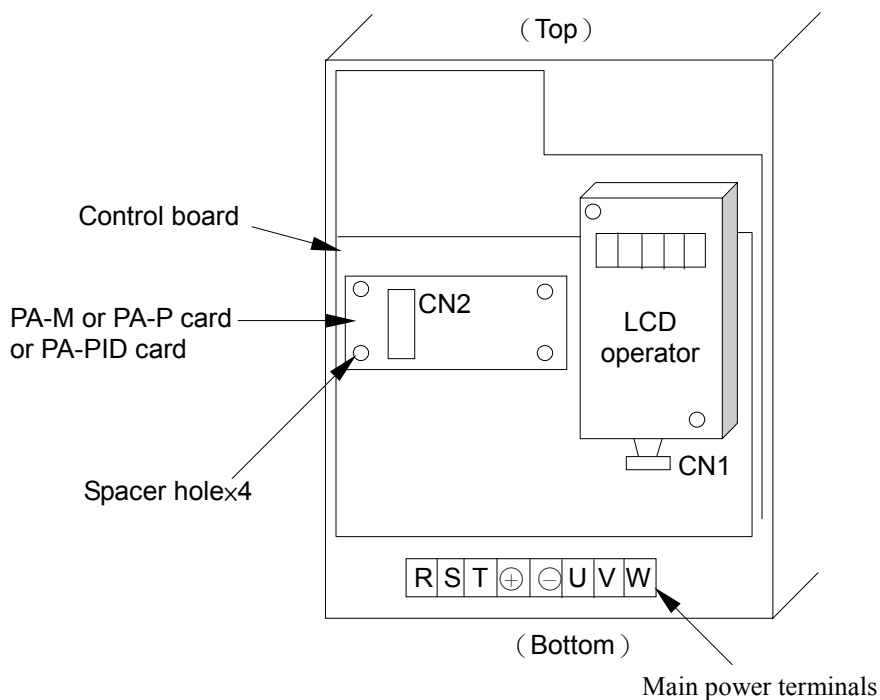 （Top）
Control board
PA-M or PA-P card
or PA-PID card
CN2
LCD
operator
CN1
Spacer hole×4
R S T ⊕ ⊖ U V W
（Bottom）
Main power terminals